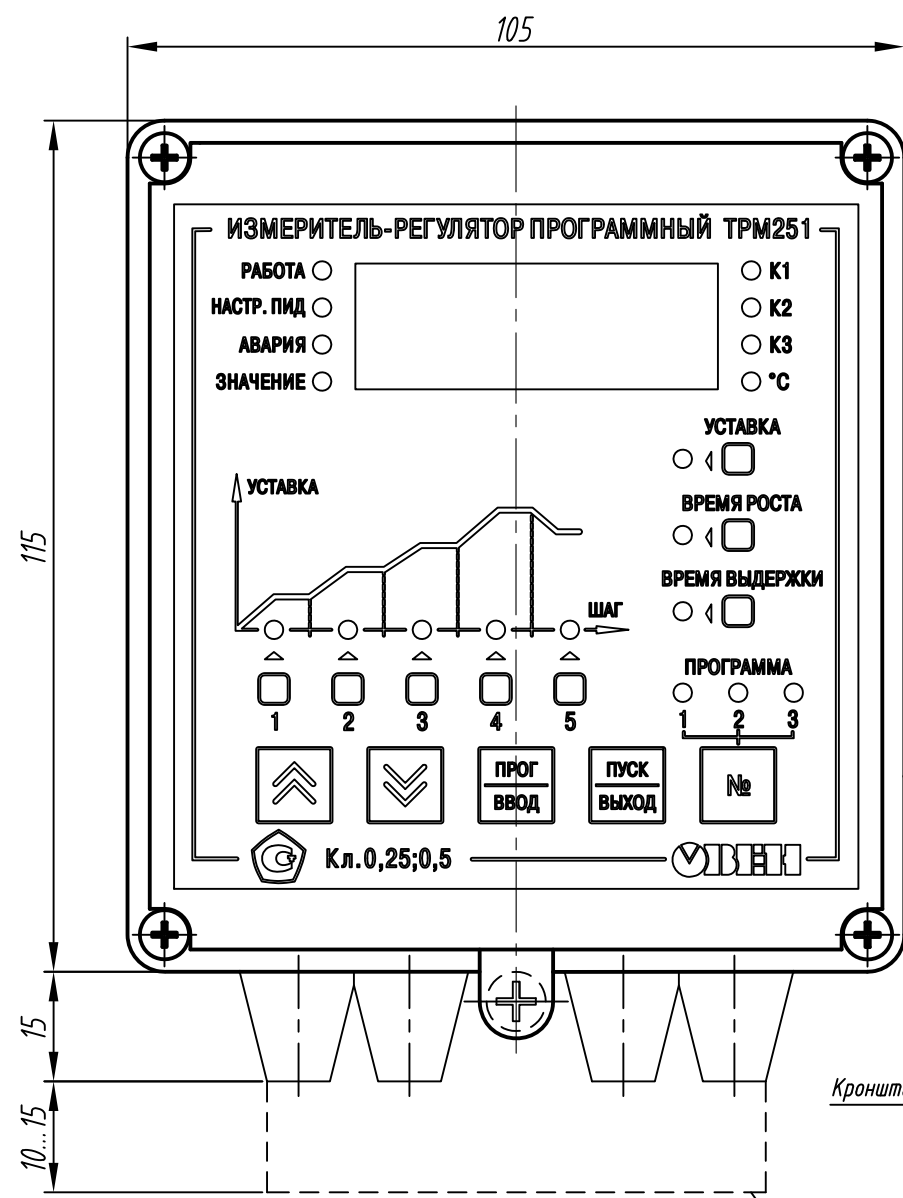 105
ИЗМЕРИТЕЛЬ-РЕГУЛЯТОР ПРОГРАММНЫЙ ТРМ251
РАБОТА
К1
НАСТР. ПИД
К2
АВАРИЯ
К3
ЗНАЧЕНИЕ
°С
УСТАВКА
УСТАВКА
ВРЕМЯ РОСТА
115
ВРЕМЯ ВЫДЕРЖКИ
ШАГ
ПРОГРАММА
1 2 3 4 5
1 2 3
ПРОГ
ВВОД
ПУСК
ВЫХОД
№
Кл.0,25;0,5
ОВЕН
15
10...15